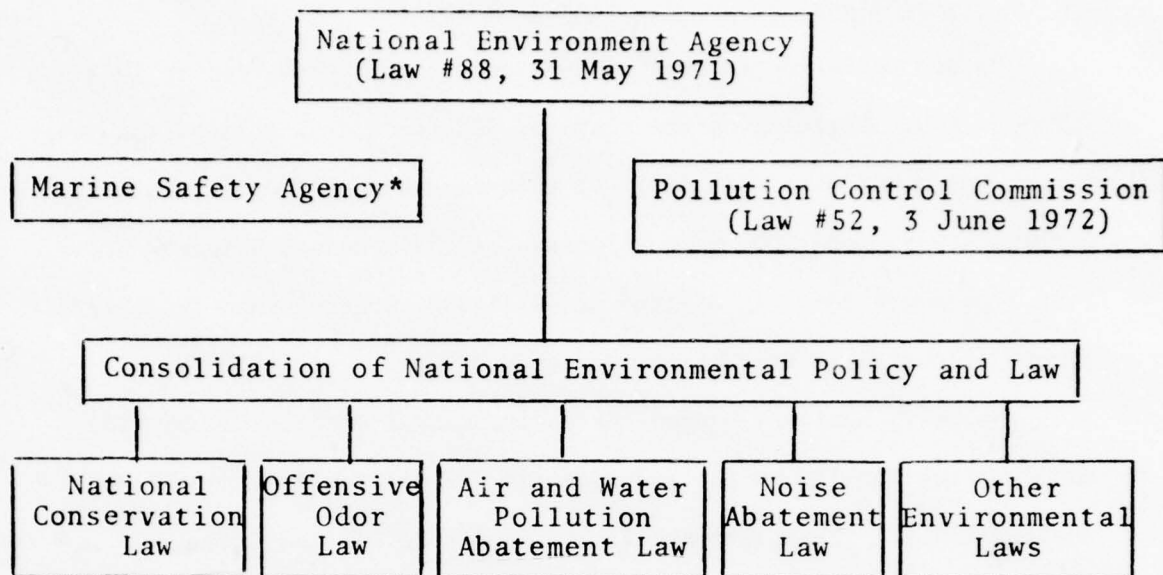 National Environment Agency
(Law #88, 31 May 1971)
Marine Safety Agency*
Pollution Control Commission
(Law #52, 3 June 1972)
Consolidation of National Environmental Policy and Law
National
Conservation
Law
Offensive
Odor
Law
Air and Water
Pollution
Abatement Law
Noise
Abatement
Law
Other
Environmental
Laws